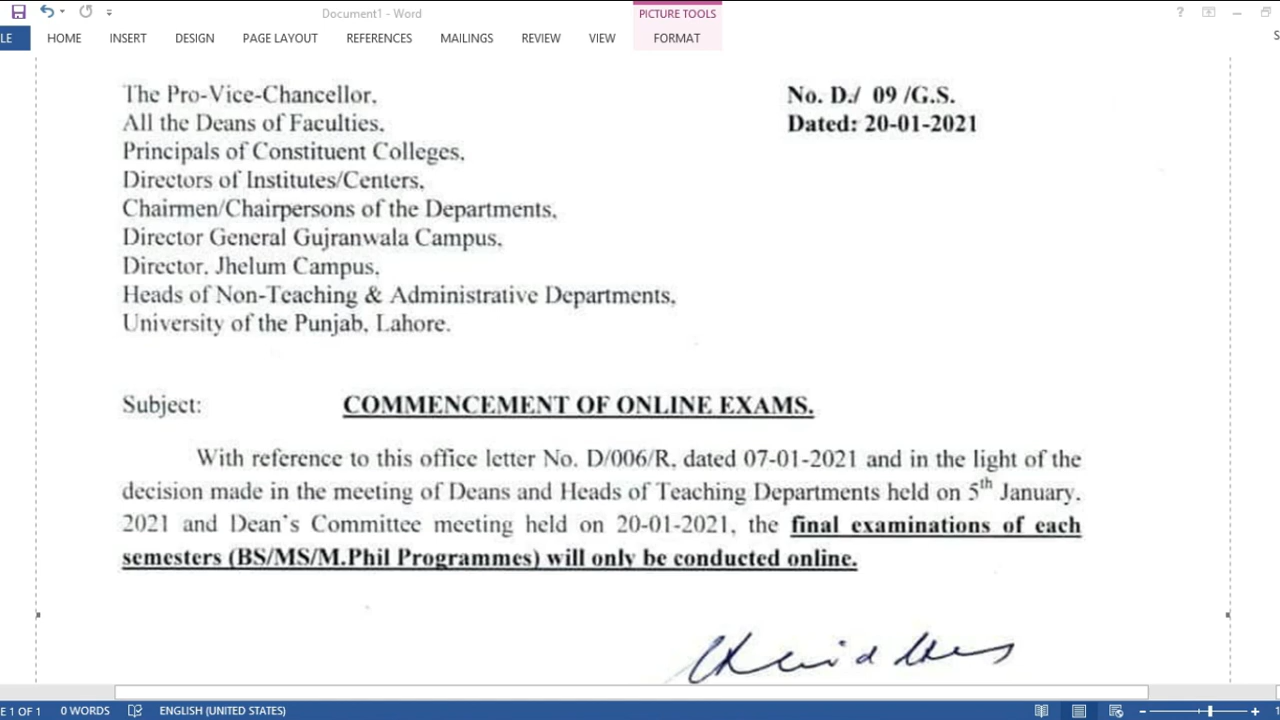 Document1 - Word
PICTURE TOOLS
LE HOME INSERT DESIGN PAGE LAYOUT REFERENCES MAILINGS REVIEW VIEW FORMAT S
The Pro-Vice-Chancellor,
All the Deans of Faculties,
Principals of Constituent Colleges,
Directors of Institutes/Centers,
Chairmen/Chairpersons of the Departments,
Director General Gujranwala Campus,
Director, Jhelum Campus,
Heads of Non-Teaching & Administrative Departments,
University of the Punjab, Lahore.
No. D./ 09 /G.S.
Dated: 20-01-2021
Subject: COMMENCEMENT OF ONLINE EXAMS.
With reference to this office letter No. D/006/R, dated 07-01-2021 and in the light of the
decision made in the meeting of Deans and Heads of Teaching Departments held on 5th January,
2021 and Dean's Committee meeting held on 20-01-2021, the final examinations of each
semesters (BS/MS/M.Phil Programmes) will only be conducted online.
E 1 OF 1 0 WORDS ENGLISH (UNITED STATES)